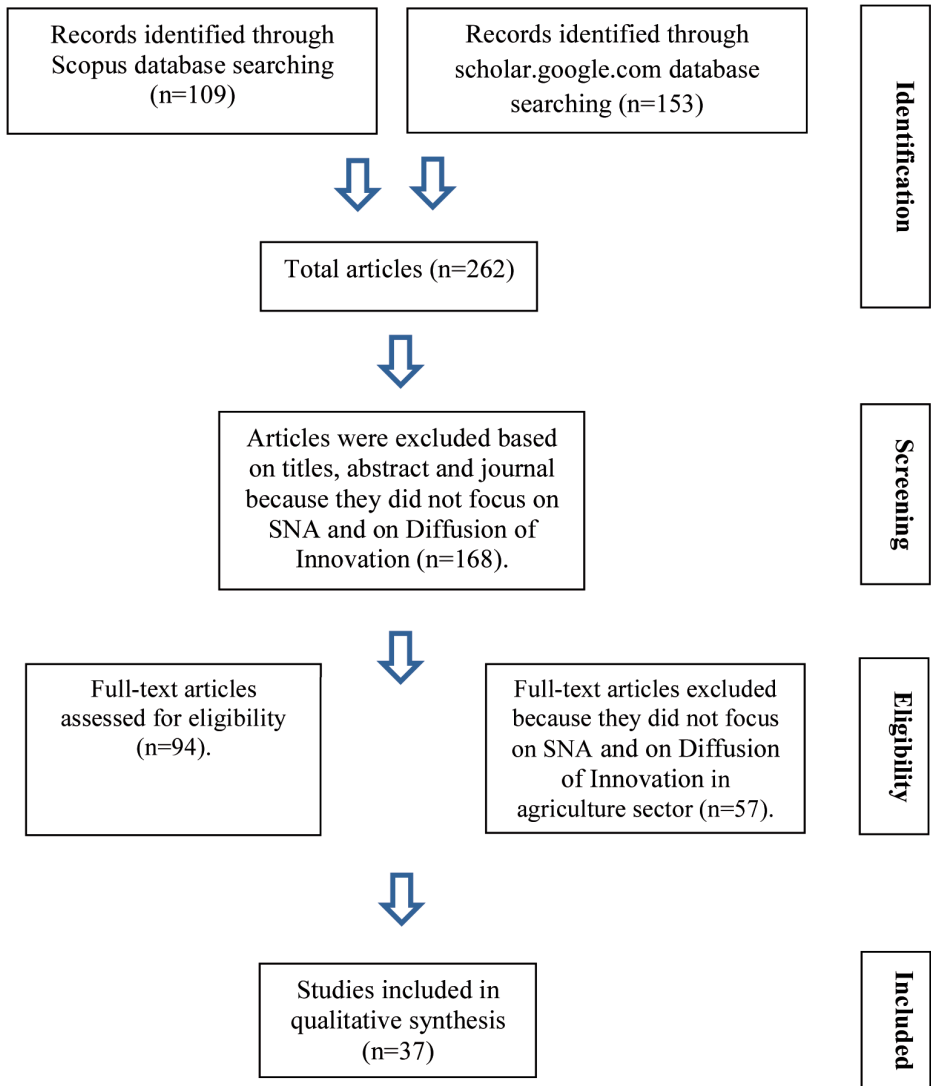 Records identified through
Scopus database searching
(n=109)
Records identified through
scholar.google.com database
searching (n=153)
Identification
Total articles (n=262)
Articles were excluded based
on titles, abstract and journal
because they did not focus on
SNA and on Diffusion of
Innovation (n=168).
Screening
Full-text articles
assessed for eligibility
(n=94).
Full-text articles excluded
because they did not focus
on SNA and on Diffusion
of Innovation in
agriculture sector (n=57).
Eligibility
Studies included in
qualitative synthesis
(n=37)
Included